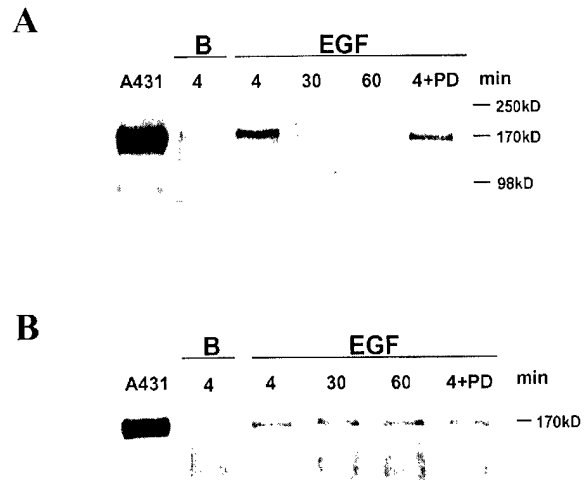 A
B EGF
A431 4 4 30 60 4+PD min
250kD
170kD
98kD
B
B EGF
A431 4 4 30 60 4+PD min
170kD